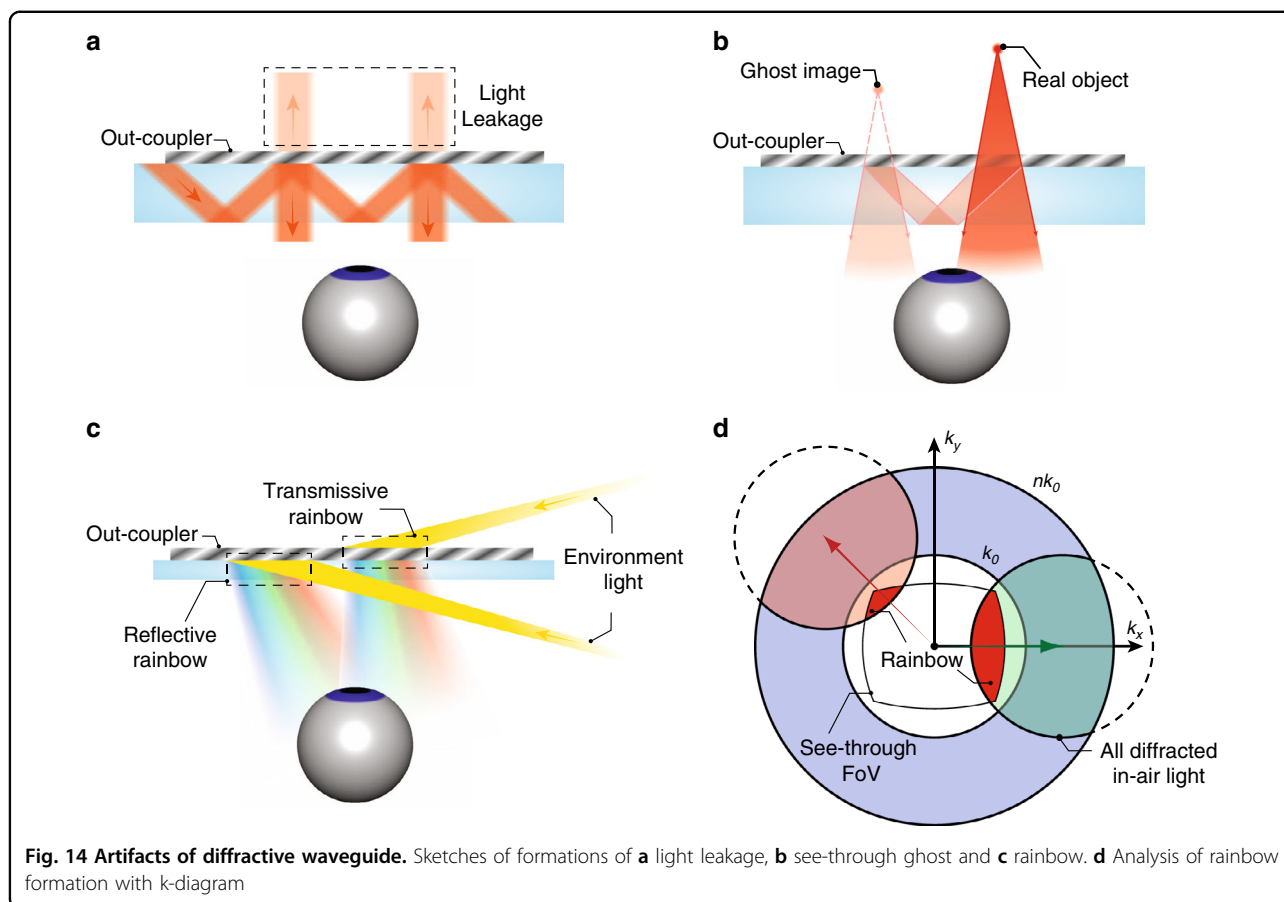 a
Light
Leakage
Out-coupler
b
Ghost image
Real object
Out-coupler
c
Transmissive
rainbow
Out-coupler
Environment
light
Reflective
rainbow
d
k_y
nk_0
k_0
k_x
Rainbow
See-through
FoV
All diffracted
in-air light
Fig. 14 Artifacts of diffractive waveguide. Sketches of formations of a light leakage, b see-through ghost and c rainbow. d Analysis of rainbow
formation with k-diagram